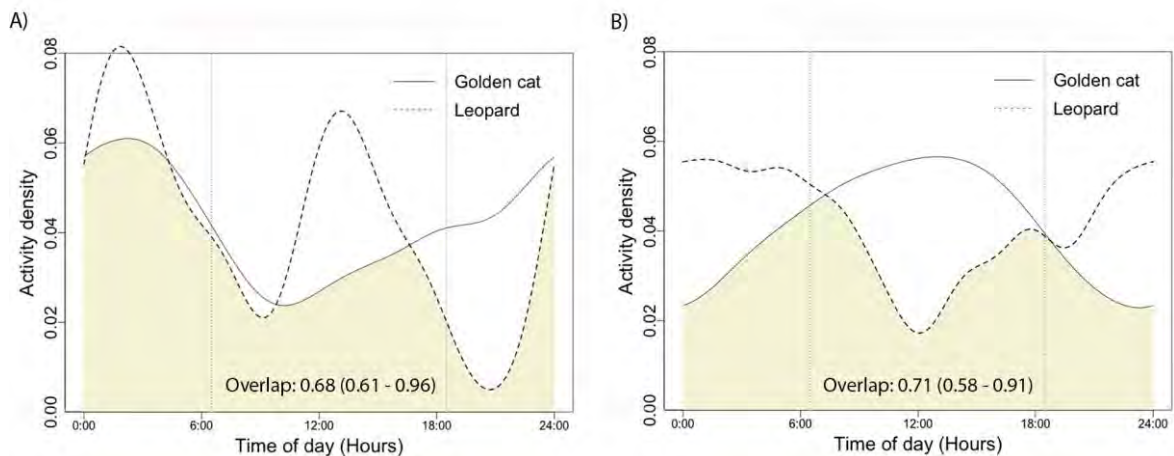 A)
0.08
Golden cat
Leopard
0.06
Activity density
0.04
0.02
Overlap: 0.68 (0.61 - 0.96)
0.00
0:00 6:00 12:00 18:00 24:00
Time of day (Hours)
B)
0.08
Golden cat
Leopard
0.06
Activity density
0.04
0.02
Overlap: 0.71 (0.58 - 0.91)
0.00
0:00 6:00 12:00 18:00 24:00
Time of day (Hours)